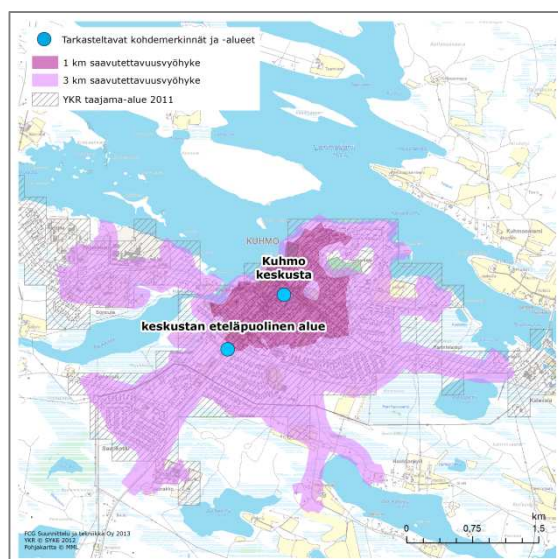 Tarkasteltavat kohdemerkinnät ja -alueet
1 km saavutettavuusvyöhyke
3 km saavutettavuusvyöhyke
YKR taajama-alue 2011
KUHMO
Kuhmo
keskusta
keskustan eteläpuolinen alue
km
0 0,75 1,5
FCG Suunnittelu ja tekniikka Oy 2013
YKR © SYKE 2012
Pohjakartta © MML